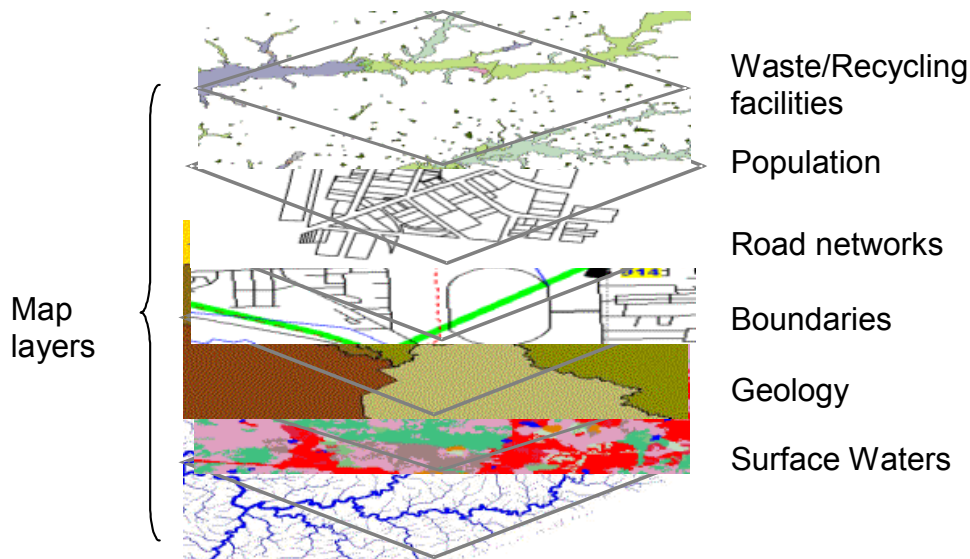 Waste/Recycling
facilities
Population
Road networks
Map
layers
Boundaries
Geology
Surface Waters